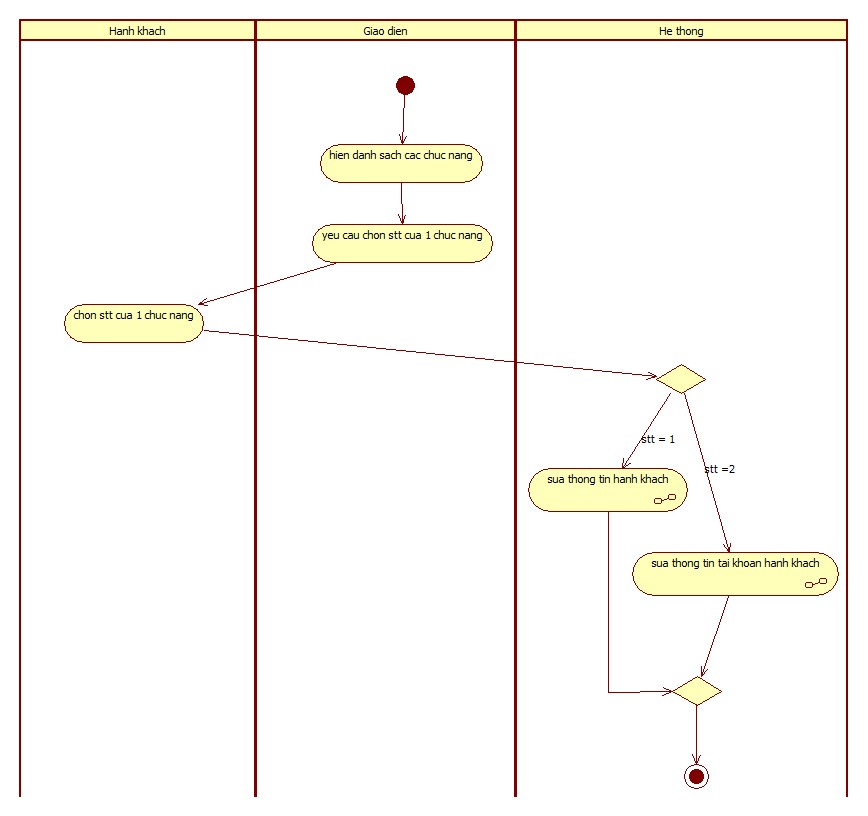 Hanh khach
Giao dien
He thong
hien danh sach cac chuc nang
yeu cau chon stt cua 1 chuc nang
chon stt cua 1 chuc nang
stt = 1
stt =2
sua thong tin hanh khach
sua thong tin tai khoan hanh khach